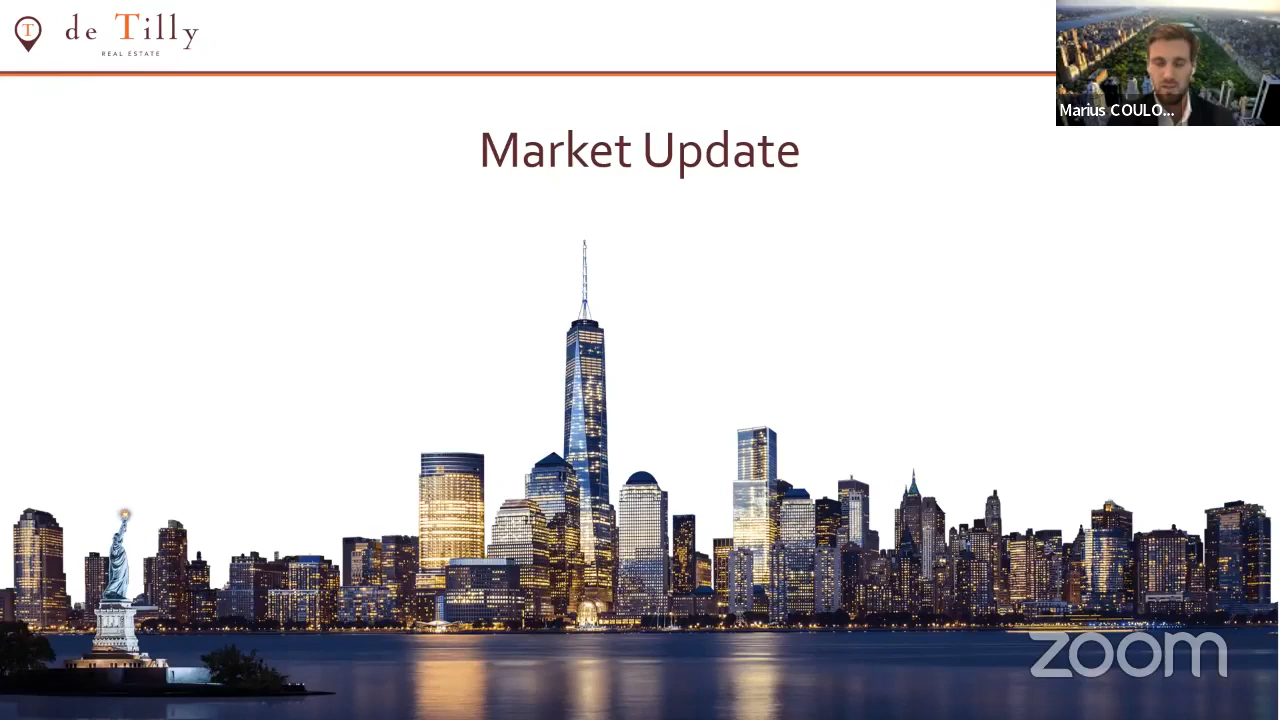 T
de Tilly
REAL ESTATE
Marius COULO...
Market Update
zoom